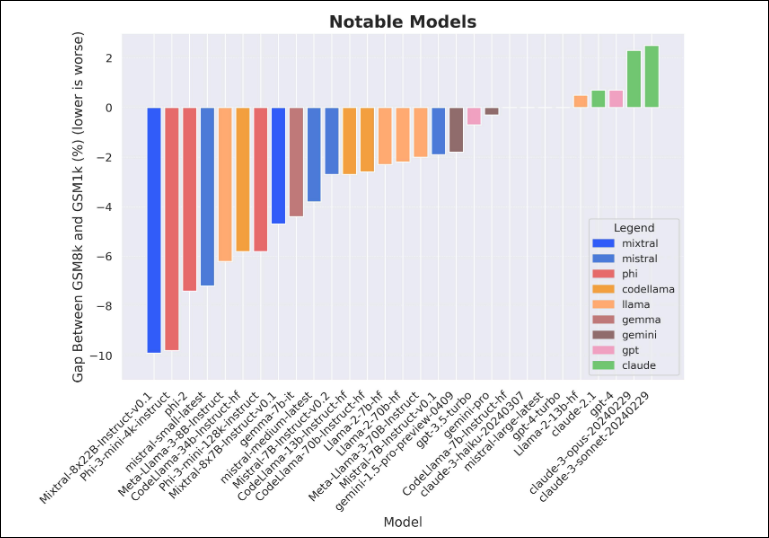 Notable Models
Gap Between GSM8k and GSM1k (%) (lower is worse)
2
0
−2
−4
−6
−8
−10
Legend
mixtral
mistral
phi
codellama
llama
gemma
gemini
gpt
claude
Mixtral-8x22B-Instruct-v0.1
Phi-3-mini-4k-instruct
phi-2
mistral-small-latest
Meta-Llama-3-8B-Instruct
CodeLlama-34b-Instruct-hf
Phi-3-mini-128k-instruct
Mixtral-8x7B-Instruct-v0.1
gemma-7b-it
mistral-medium-latest
Mistral-7B-Instruct-v0.2
CodeLlama-13b-Instruct-hf
CodeLlama-70b-Instruct-hf
Llama-2-7b-hf
Llama-2-70b-hf
Meta-Llama-3-70B-Instruct
Mistral-7B-Instruct-v0.1
gemini-1.5-pro-preview-0409
gpt-3.5-turbo
gemini-pro
CodeLlama-7b-Instruct-hf
claude-3-haiku-20240307
mistral-large-latest
gpt-4-turbo
Llama-2-13b-hf
claude-2.1
gpt-4
claude-3-opus-20240229
claude-3-sonnet-20240229
Model